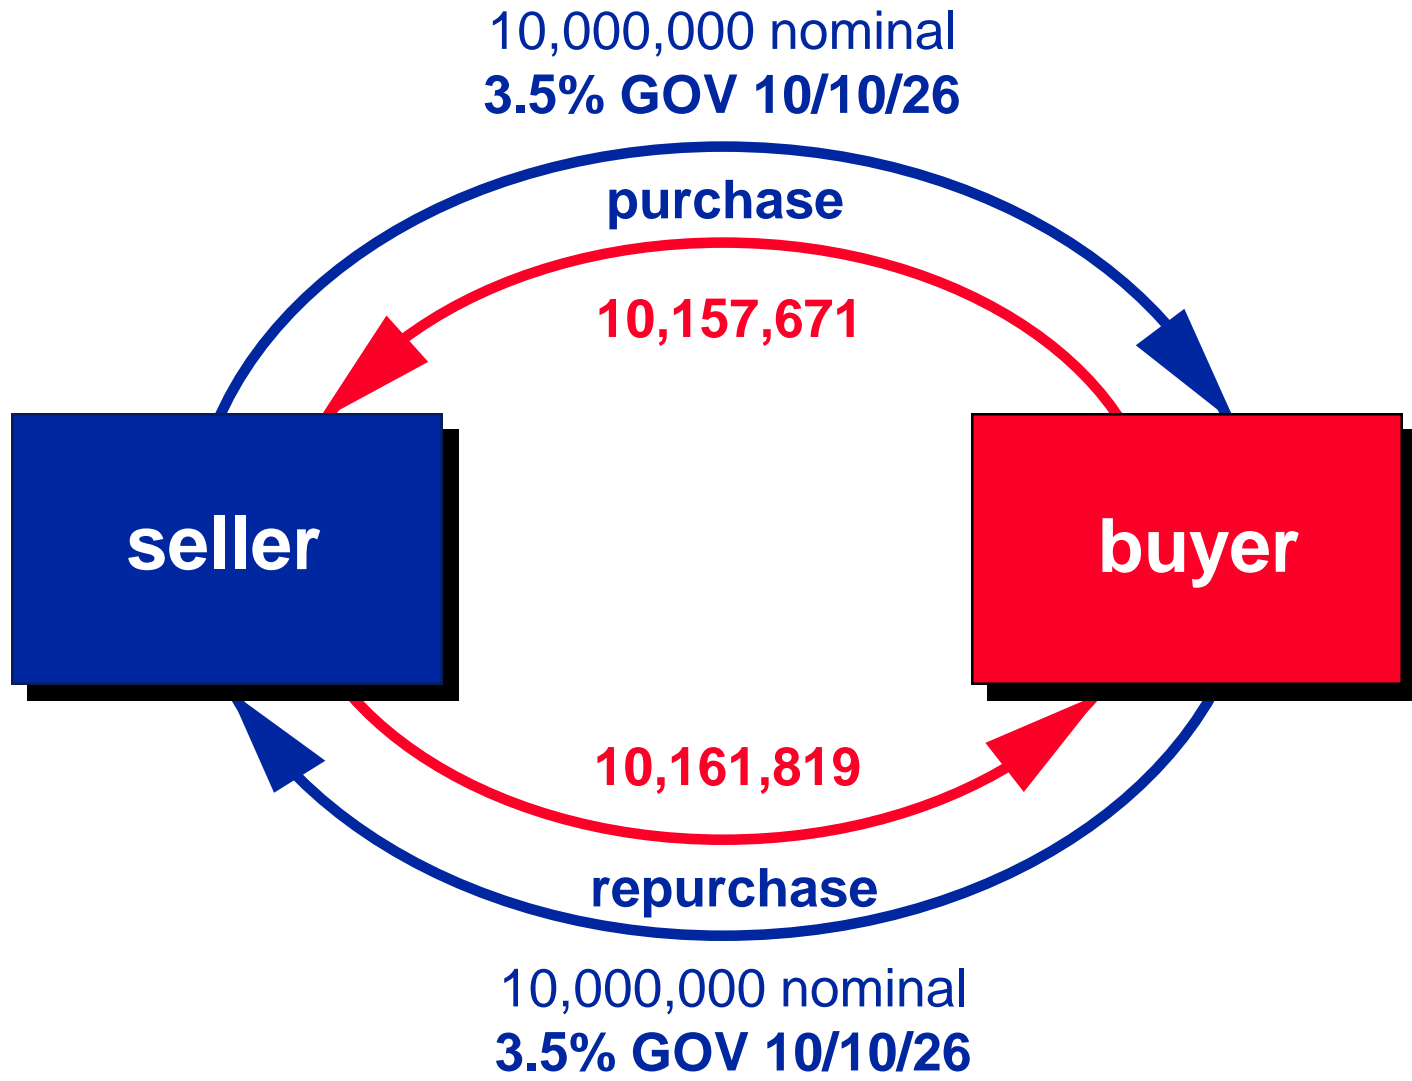 10,000,000 nominal
3.5% GOV 10/10/26
purchase
10,157,671
seller
buyer
10,161,819
repurchase
10,000,000 nominal
3.5% GOV 10/10/26